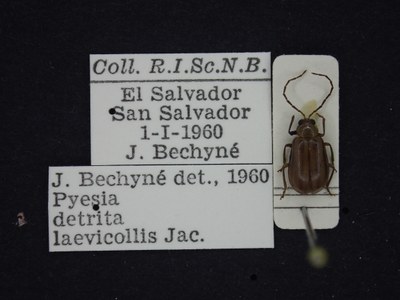 Coll. R.I.Sc.N.B.
El Salvador
San Salvador
1-I-1960
J. Bechyné
J. Bechyné det., 1960
Pyesia
detrita
laevicollis Jac.